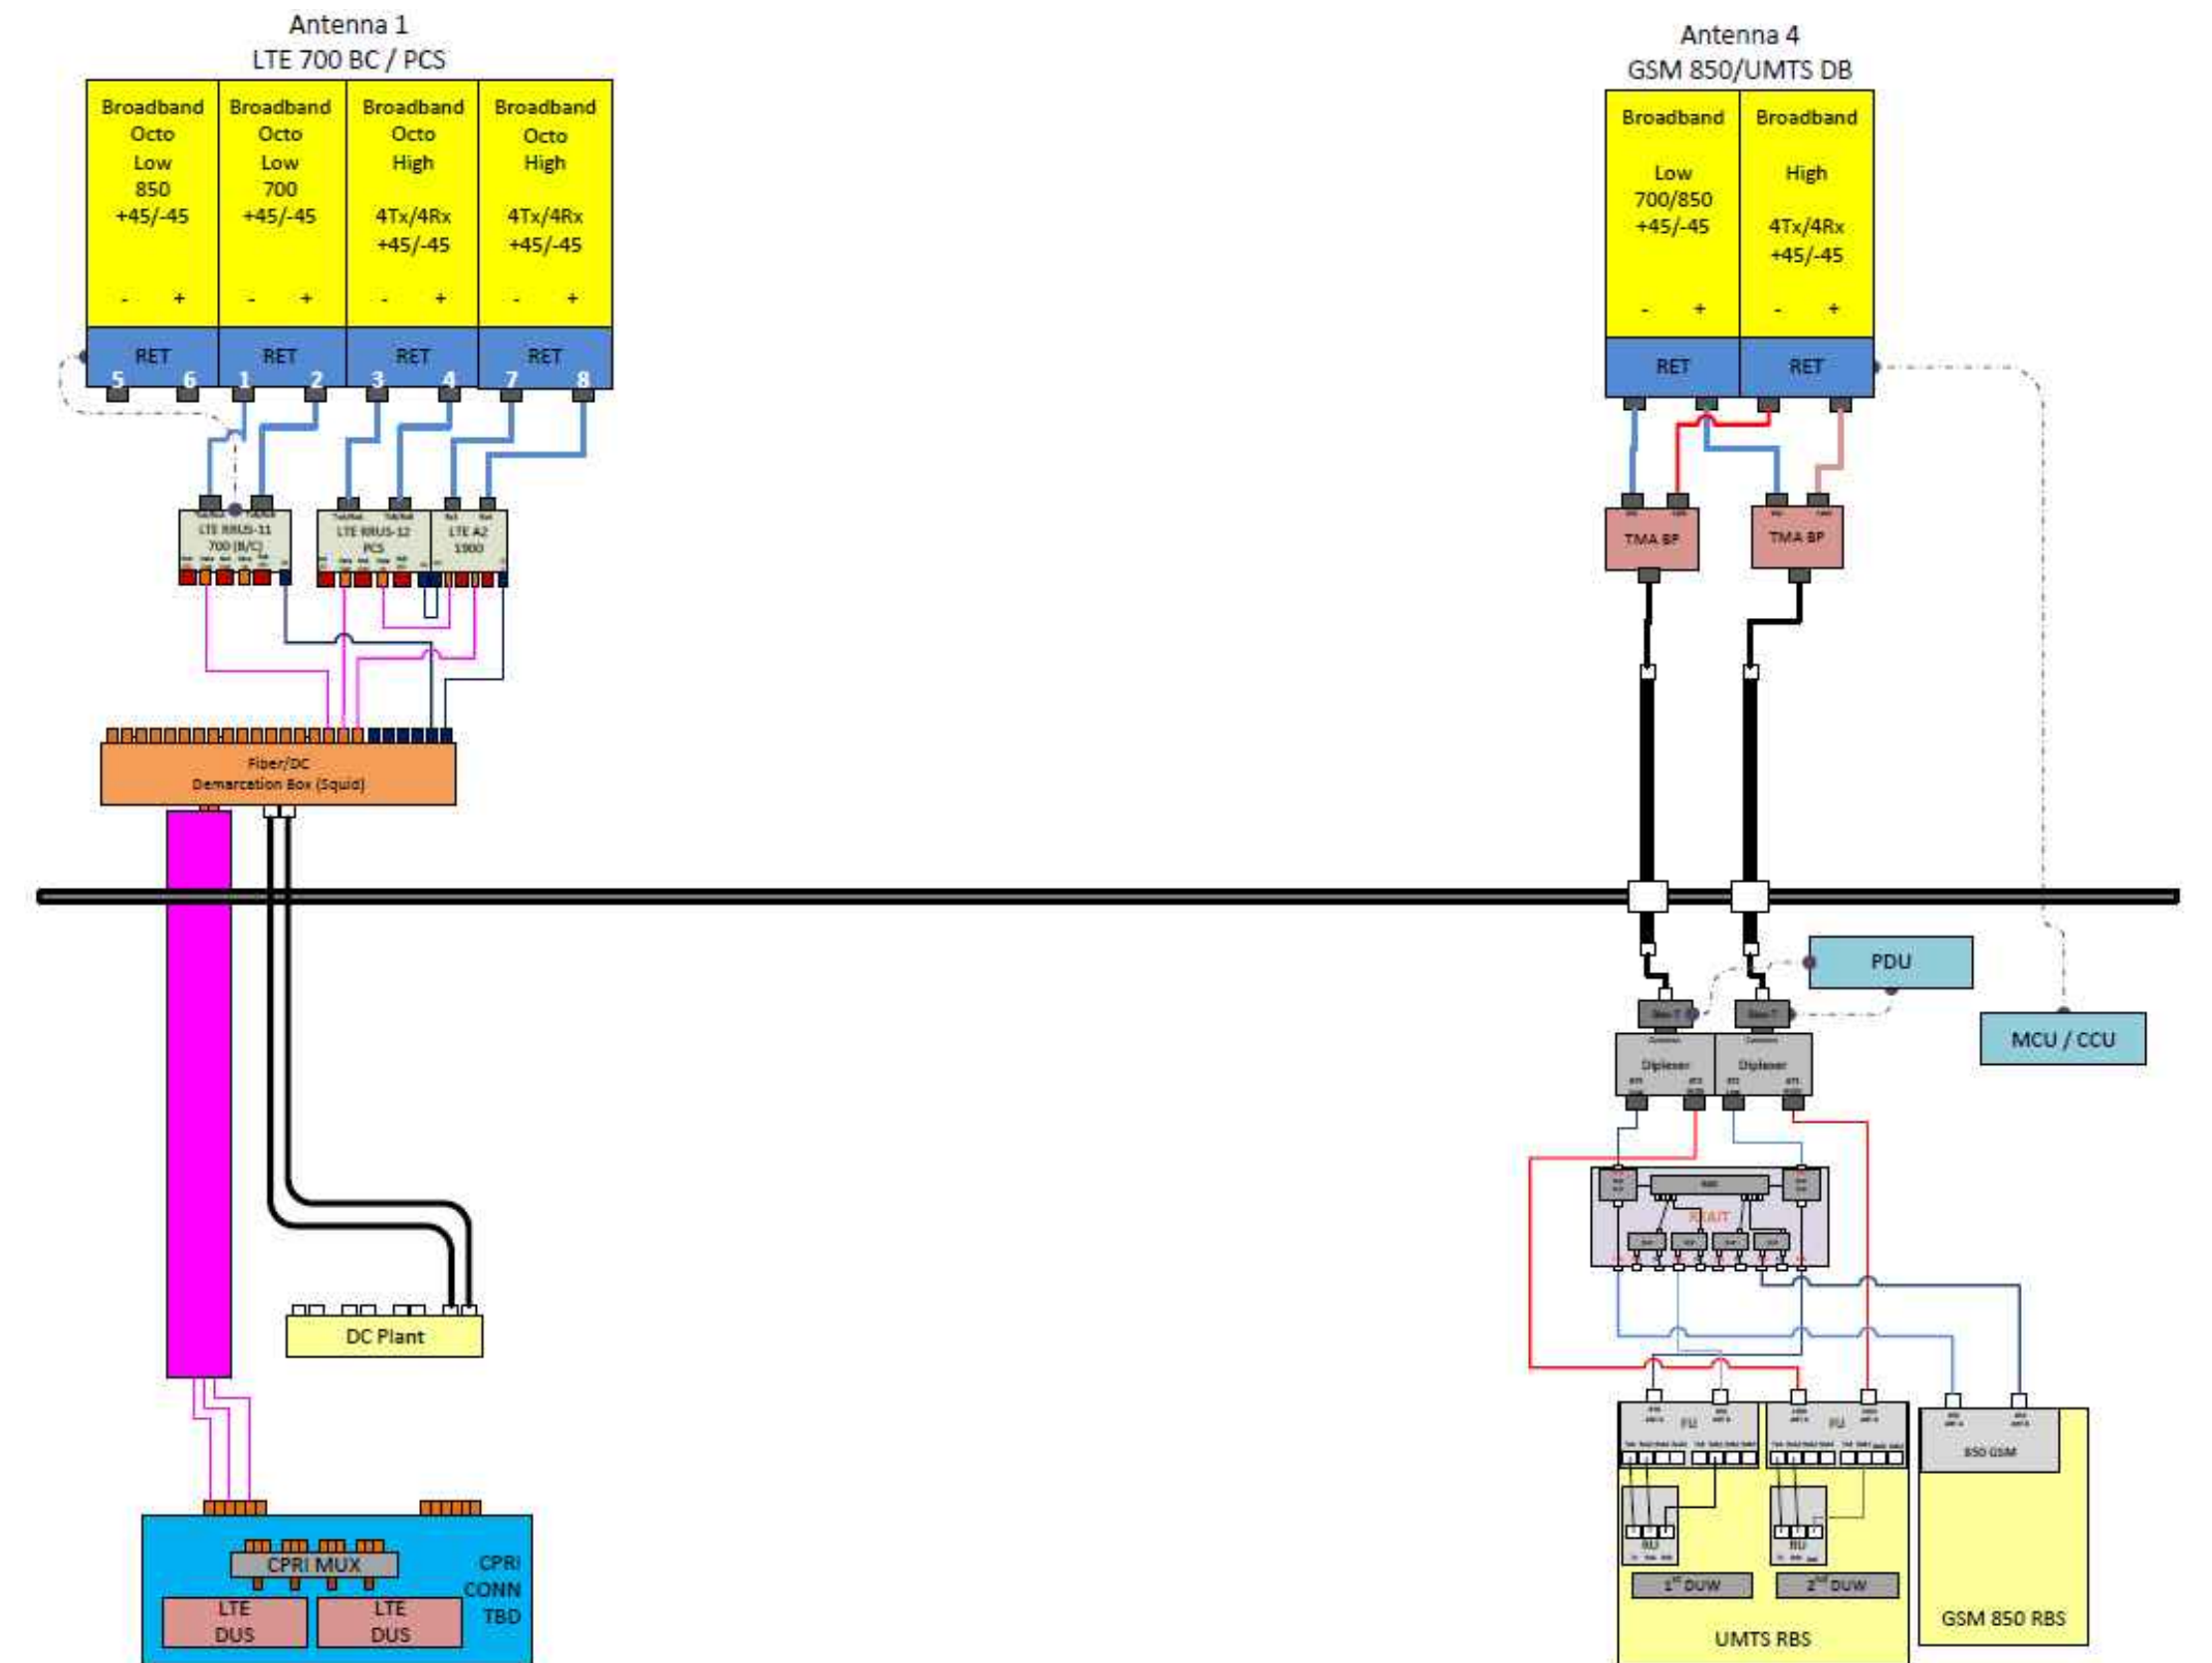 Antenna 1
LTE 700 BC / PCS
Broadband
Octo
Low
850
+45/-45
- +
Broadband
Octo
Low
700
+45/-45
- +
Broadband
Octo
High
4Tx/4Rx
+45/-45
- +
Broadband
Octo
High
4Tx/4Rx
+45/-45
- +
RET
RET
RET
RET
5 6 1 2 3 4 7 8
LTE RRUS-11
700 (B/C)
LTE RRUS-12
PCS
LTE A2
1900
Fiber/DC
Demarcation Box (Squid)
DC Plant
CPRI MUX
CPRI
CONN
TBD
LTE
DUS
LTE
DUS
Antenna 4
GSM 850/UMTS DB
Broadband
Low
700/850
+45/-45
- +
Broadband
High
4Tx/4Rx
+45/-45
- +
RET
RET
TMA BP
TMA BP
PDU
MCU / CCU
Diplexer
Diplexer
FU
FU
850 GSM
RU
RU
1st DUW
2nd DUW
UMTS RBS
GSM 850 RBS